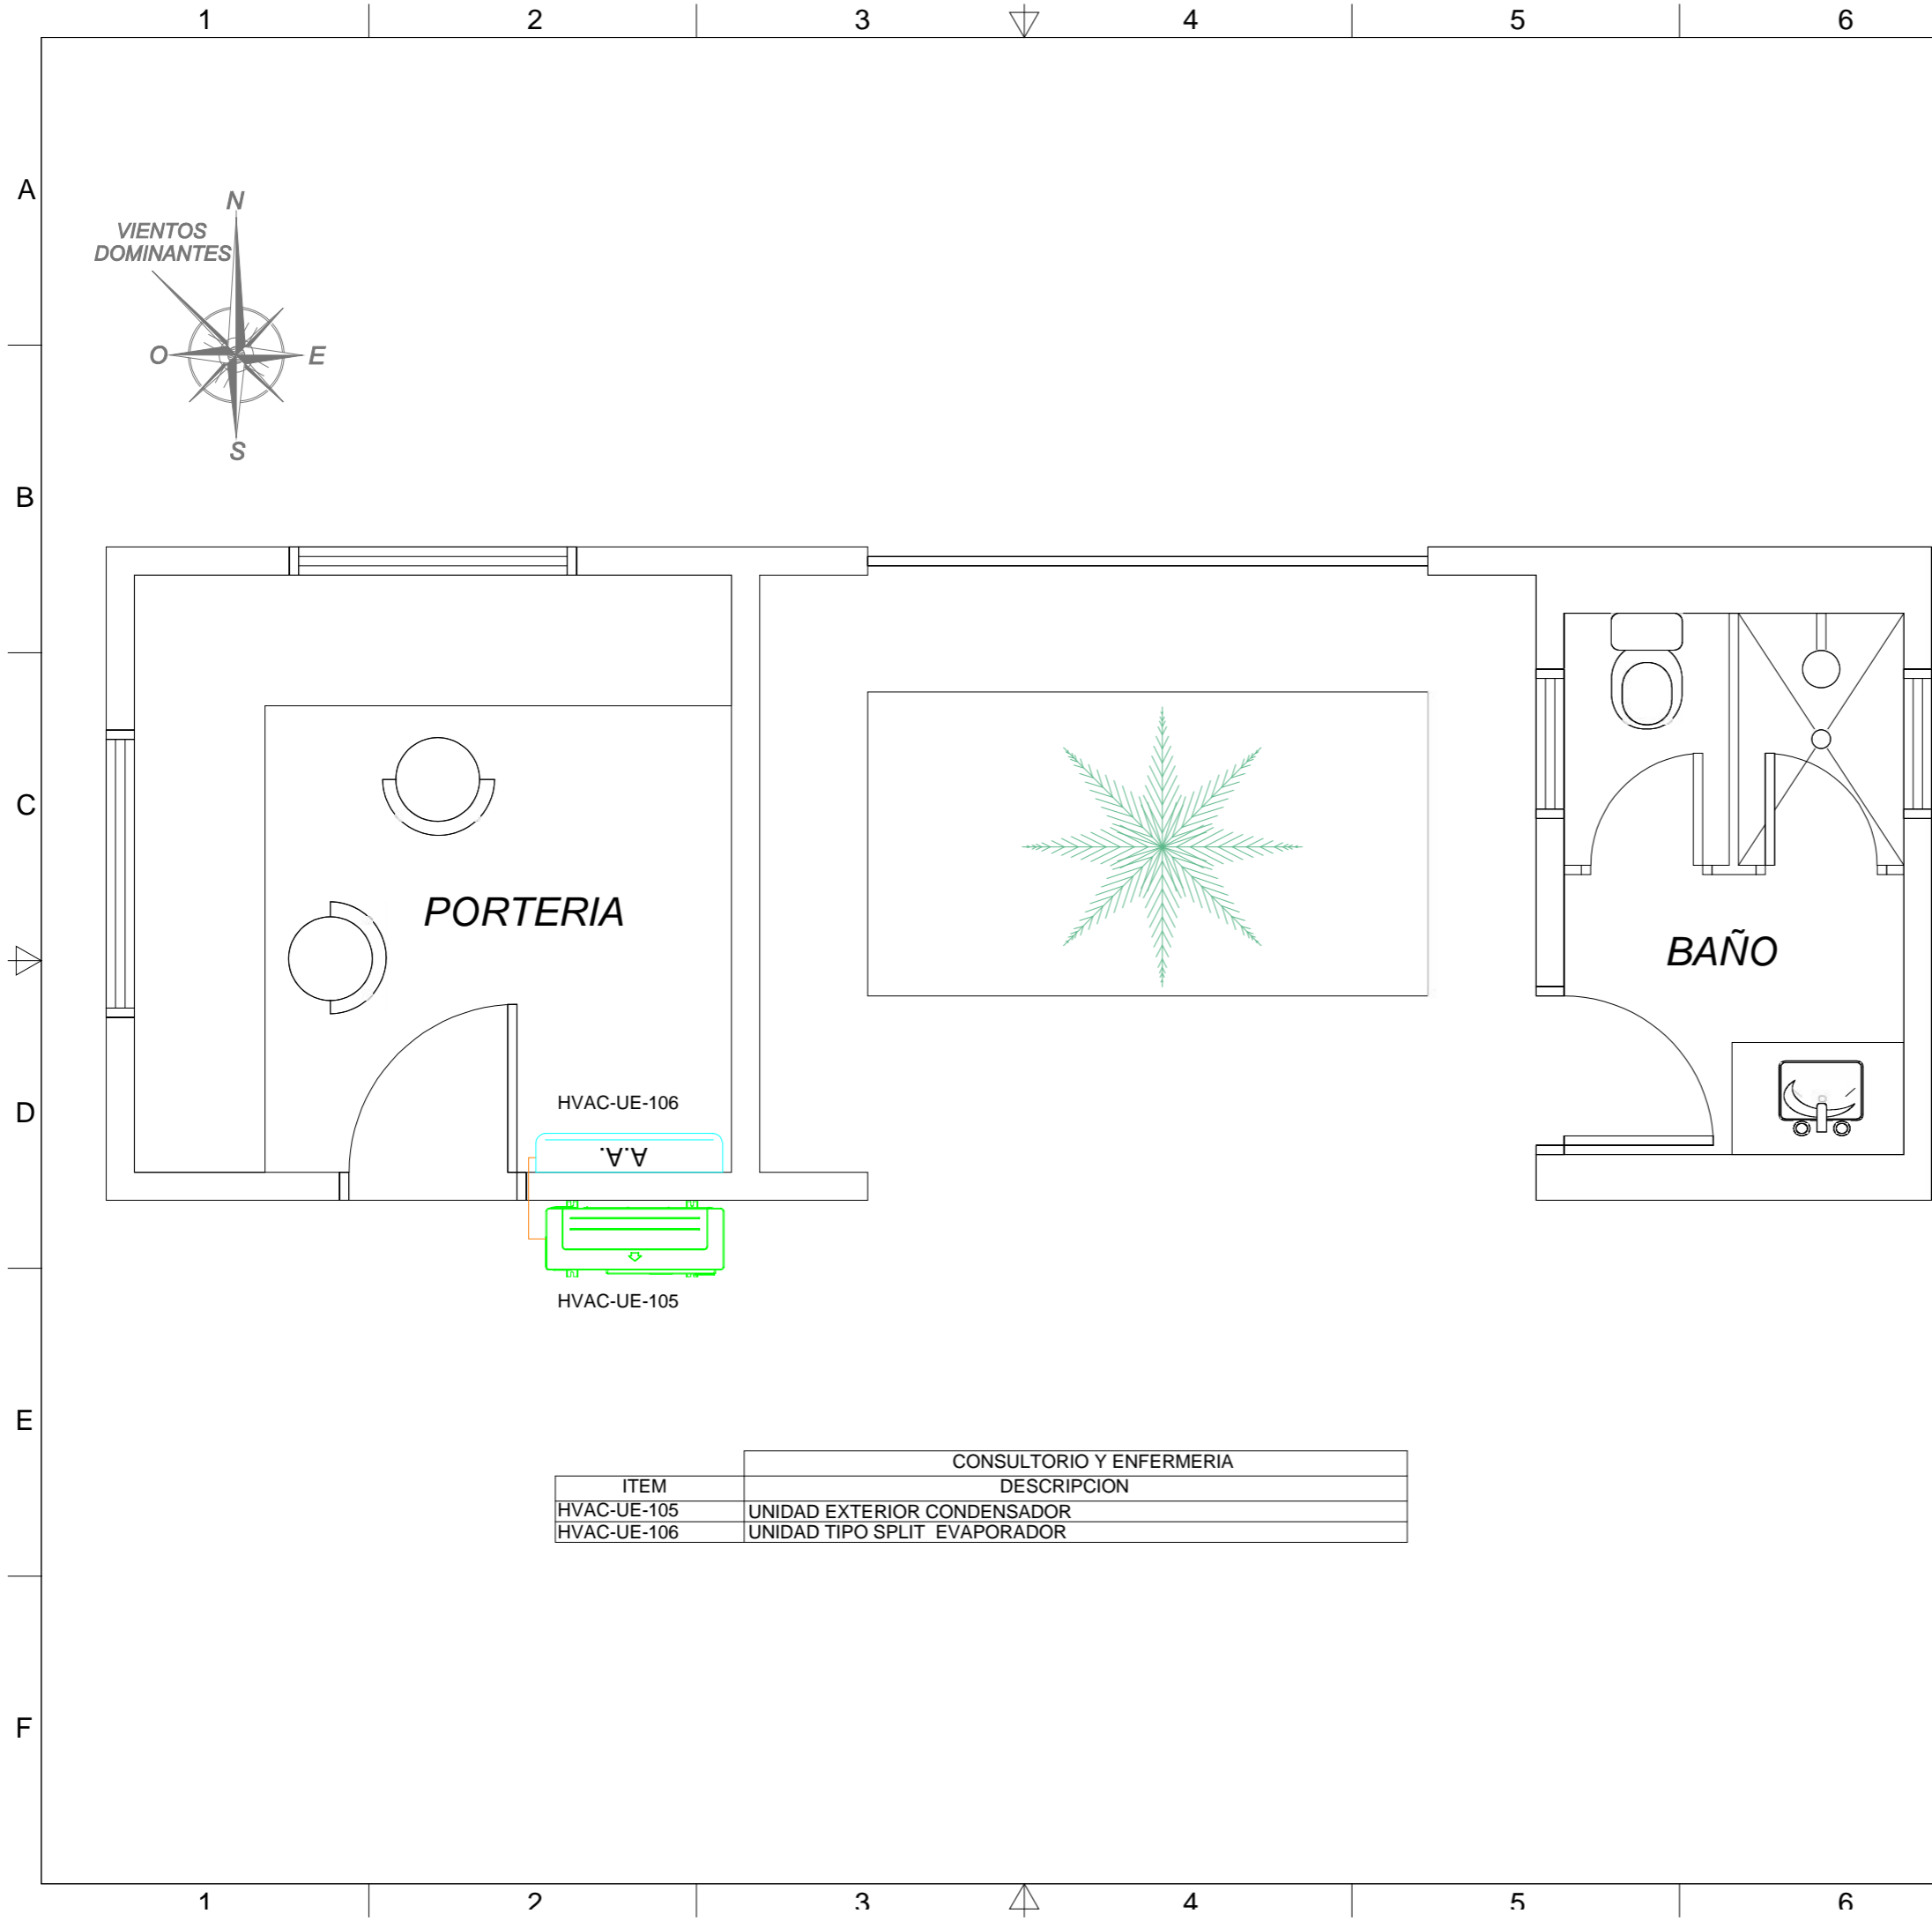 1 2 3 4 5 6
A
N
VIENTOS
DOMINANTES
O E
S
B
C
PORTERIA
BAÑO
D
HVAC-UE-106
A.A.
HVAC-UE-105
E
CONSULTORIO Y ENFERMERIA
ITEM DESCRIPCION
HVAC-UE-105 UNIDAD EXTERIOR CONDENSADOR
HVAC-UE-106 UNIDAD TIPO SPLIT EVAPORADOR
F
1 2 3 4 5 6